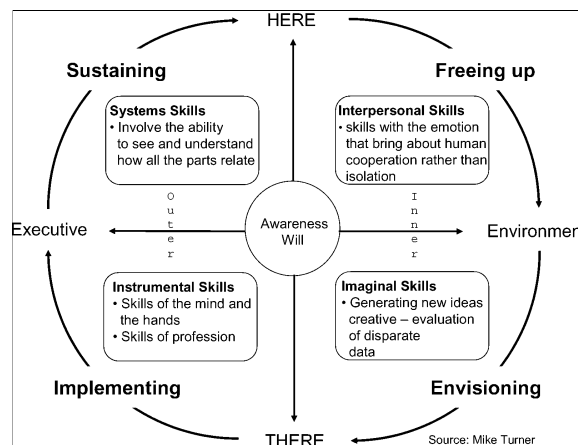 HERE
Sustaining
Freeing up
Systems Skills
• Involve the ability
to see and understand
how all the parts relate
Interpersonal Skills
• skills with the emotion
that bring about human
cooperation rather than
isolation
Outer
Inner
Executive
Awareness
Will
Environmen
Instrumental Skills
• Skills of the mind and
the hands
• Skills of profession
Imaginal Skills
• Generating new ideas
creative – evaluation
of disparate
data
Implementing
Envisioning
THERE
Source: Mike Turner